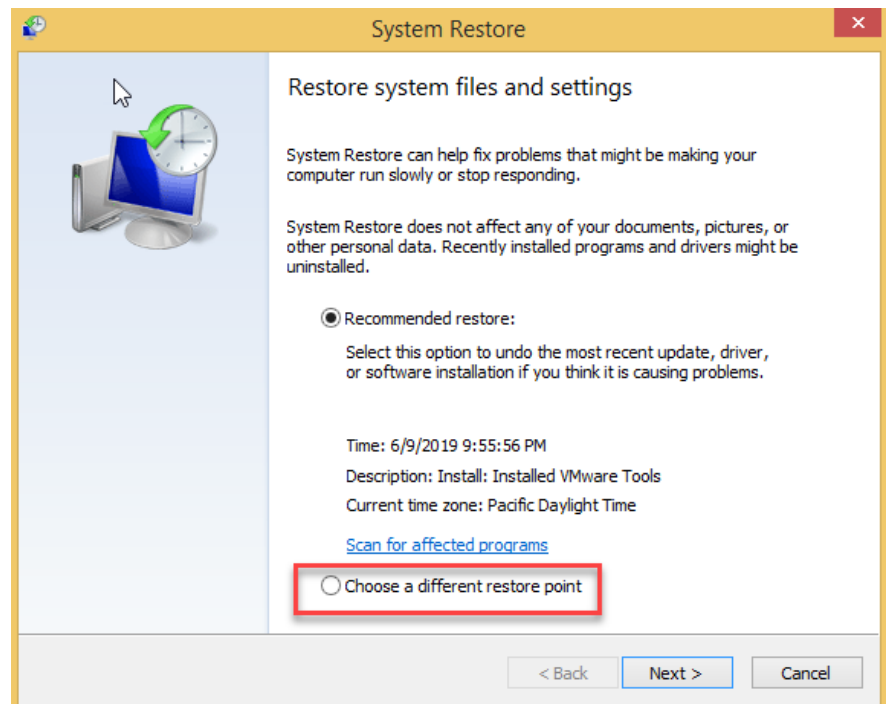 System Restore
Restore system files and settings
System Restore can help fix problems that might be making your
computer run slowly or stop responding.
System Restore does not affect any of your documents, pictures, or
other personal data. Recently installed programs and drivers might be
uninstalled.
Recommended restore:
Select this option to undo the most recent update, driver,
or software installation if you think it is causing problems.
Time: 6/9/2019 9:55:56 PM
Description: Install: Installed VMware Tools
Current time zone: Pacific Daylight Time
Scan for affected programs
Choose a different restore point
< Back Next > Cancel